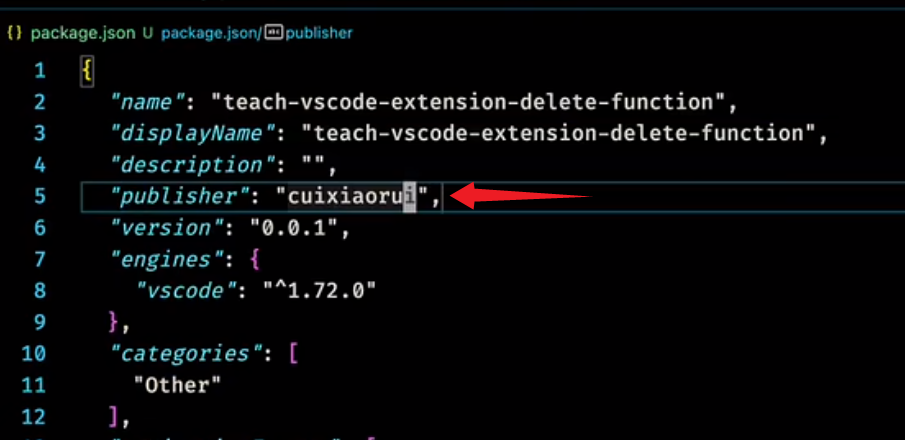 {} package.json U package.json/publisher
1 {
2 "name": "teach-vscode-extension-delete-function",
3 "displayName": "teach-vscode-extension-delete-function",
4 "description": "",
5 "publisher": "cuixiaorui",
6 "version": "0.0.1",
7 "engines": {
8 "vscode": "^1.72.0"
9 },
10 "categories": [
11 "Other"
12 ],